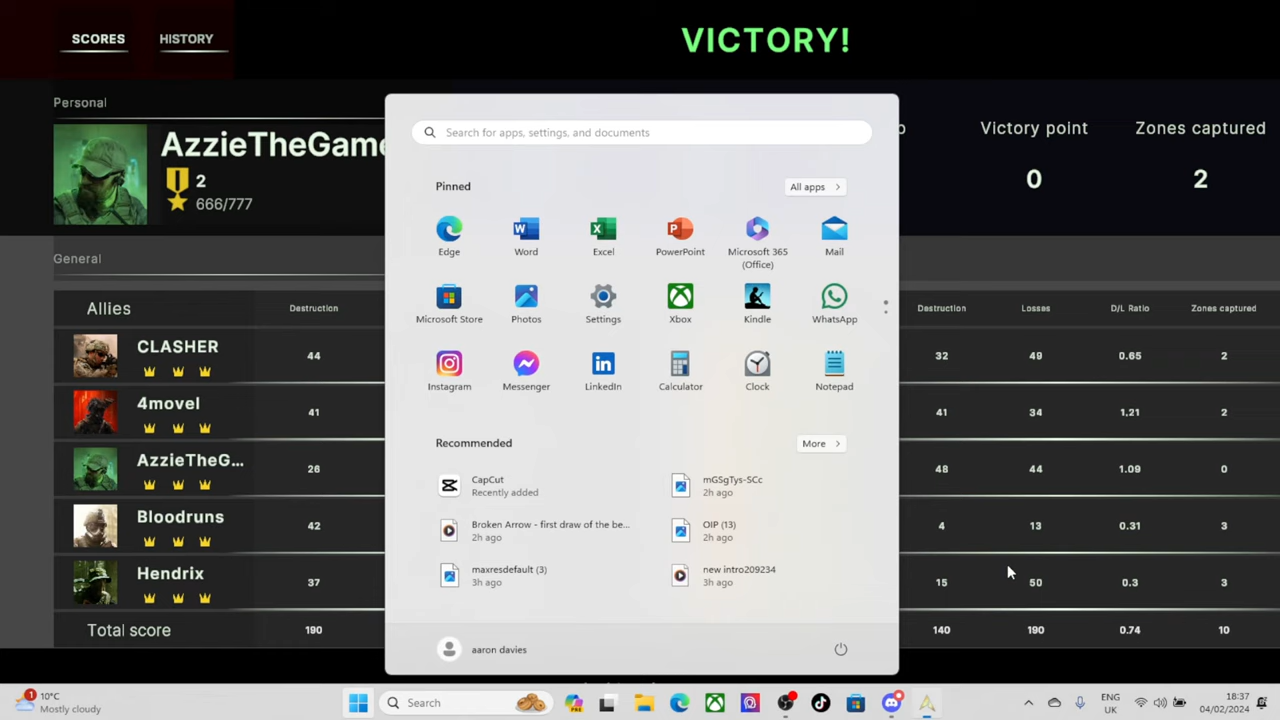 SCORES
HISTORY
VICTORY!
Personal
AzzieTheGame
2
666/777
Victory point
Zones captured
0
2
General
Allies
Destruction
CLASHER
44
4movel
41
AzzieTheG...
26
Bloodruns
42
Hendrix
37
Total score
190
Search for apps, settings, and documents
Pinned
All apps
Edge
Word
Excel
PowerPoint
Microsoft 365
(Office)
Mail
Microsoft Store
Photos
Settings
Xbox
Kindle
WhatsApp
Instagram
Messenger
LinkedIn
Calculator
Clock
Notepad
Recommended
More
CapCut
Recently added
mGSgTys-SCc
2h ago
Broken Arrow - first draw of the be...
2h ago
OIP (13)
2h ago
maxresdefault (3)
3h ago
new intro209234
3h ago
aaron davies
Destruction
Losses
D/L Ratio
Zones captured
32
49
0.65
2
41
34
1.21
2
48
44
1.09
0
4
13
0.31
3
15
50
0.3
3
140
190
0.74
10
1
10°C
Mostly cloudy
Search
PRE
ENG
UK
18:37
04/02/2024